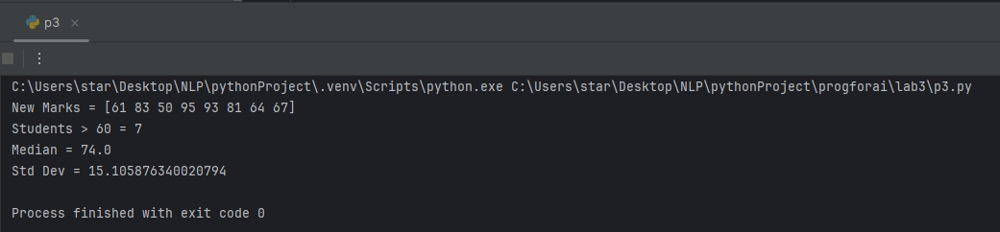 p3
C:\Users\star\Desktop\NLP\pythonProject\.venv\Scripts\python.exe C:\Users\star\Desktop\NLP\pythonProject\progforai\lab3\p3.py
New Marks = [61 83 50 95 93 81 64 67]
Students > 60 = 7
Median = 74.0
Std Dev = 15.105876340020794
Process finished with exit code 0